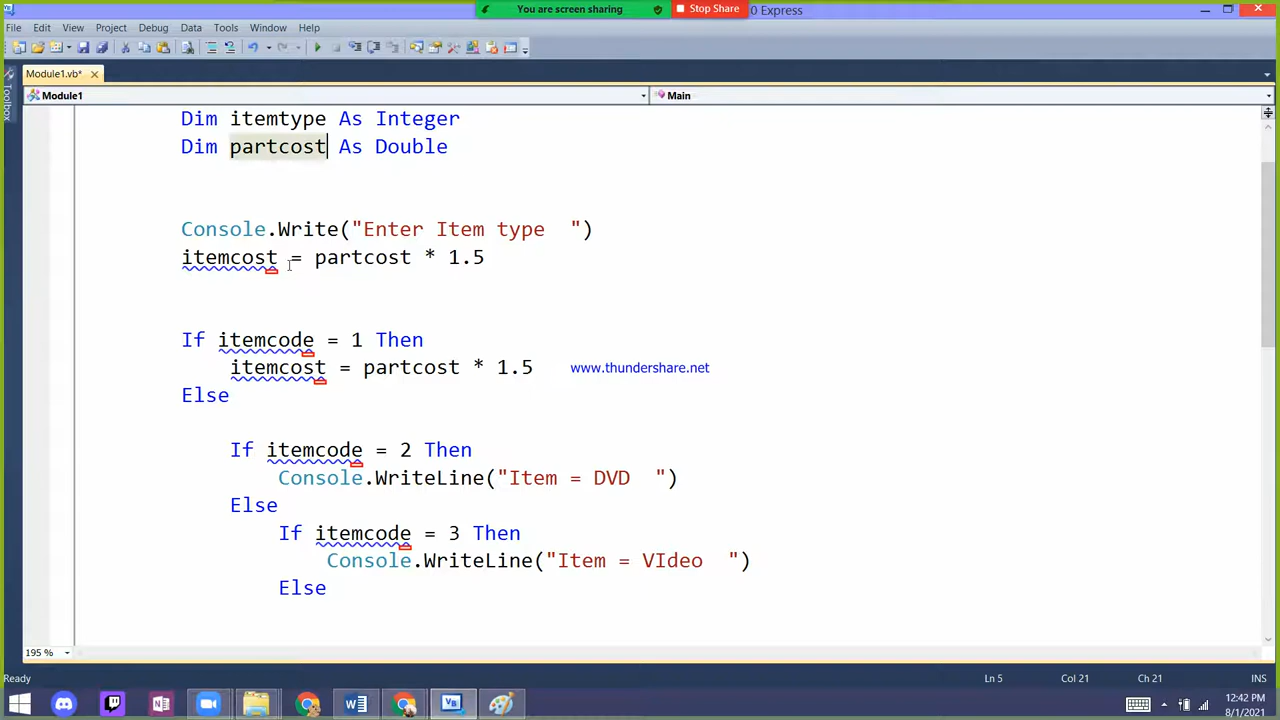 You are screen sharing
Stop Share
0 Express
File Edit View Project Debug Data Tools Window Help
Module1.vb*
Module1
Main
Toolbox
Dim itemtype As Integer
Dim partcost As Double
Console.Write("Enter Item type  ")
itemcost = partcost * 1.5
If itemcode = 1 Then
itemcost = partcost * 1.5
www.thundershare.net
Else
If itemcode = 2 Then
Console.WriteLine("Item = DVD  ")
Else
If itemcode = 3 Then
Console.WriteLine("Item = VIdeo  ")
Else
195 %
Ready
Ln 5
Col 21
Ch 21
INS
12:42 PM
8/1/2021